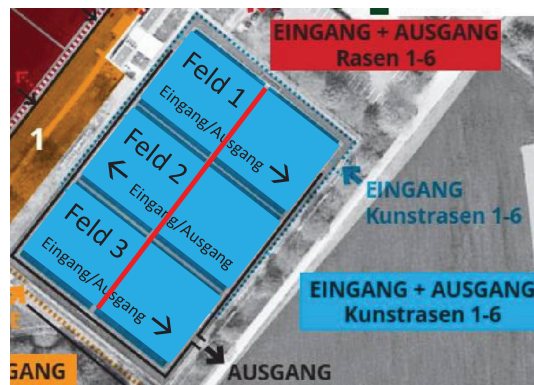 EINGANG + AUSGANG
Rasen 1-6
Feld 1
Eingang/Ausgang
1
Feld 2
Eingang/Ausgang
EINGANG
Kunstrasen 1-6
Feld 3
Eingang/Ausgang
EINGANG + AUSGANG
Kunstrasen 1-6
GANG
AUSGANG